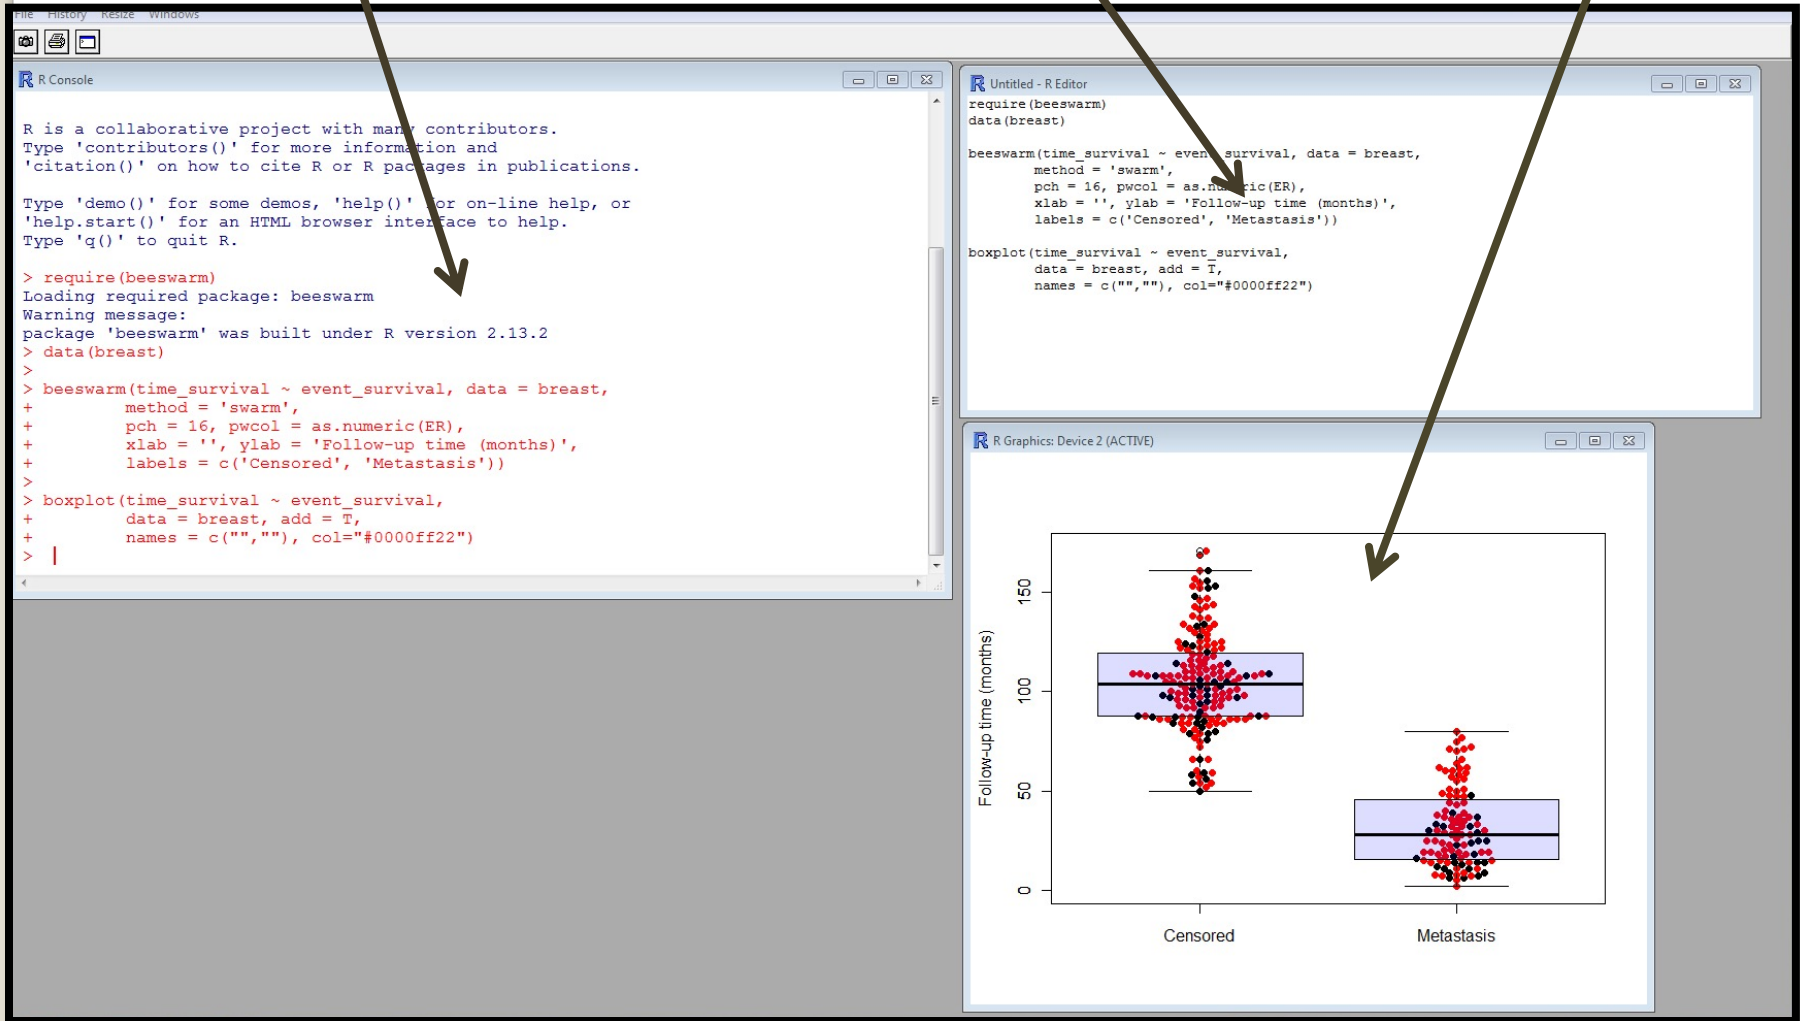 File History Resize Windows
R Console
R is a collaborative project with many contributors.
Type 'contributors()' for more information and
'citation()' on how to cite R or R packages in publications.
Type 'demo()' for some demos, 'help()' for on-line help, or
'help.start()' for an HTML browser interface to help.
Type 'q()' to quit R.
> require(beeswarm)
Loading required package: beeswarm
Warning message:
package 'beeswarm' was built under R version 2.13.2
> data(breast)
>
> beeswarm(time_survival ~ event_survival, data = breast,
+ method = 'swarm',
+ pch = 16, pwcol = as.numeric(ER),
+ xlab = '', ylab = 'Follow-up time (months)',
+ labels = c('Censored', 'Metastasis'))
>
> boxplot(time_survival ~ event_survival,
+ data = breast, add = T,
+ names = c("",""), col="#0000ff22")
>
Untitled - R Editor
require(beeswarm)
data(breast)
beeswarm(time_survival ~ event_survival, data = breast,
method = 'swarm',
pch = 16, pwcol = as.numeric(ER),
xlab = '', ylab = 'Follow-up time (months)',
labels = c('Censored', 'Metastasis'))
boxplot(time_survival ~ event_survival,
data = breast, add = T,
names = c("",""), col="#0000ff22")
R Graphics: Device 2 (ACTIVE)
Follow-up time (months)
150
100
50
0
Censored
Metastasis